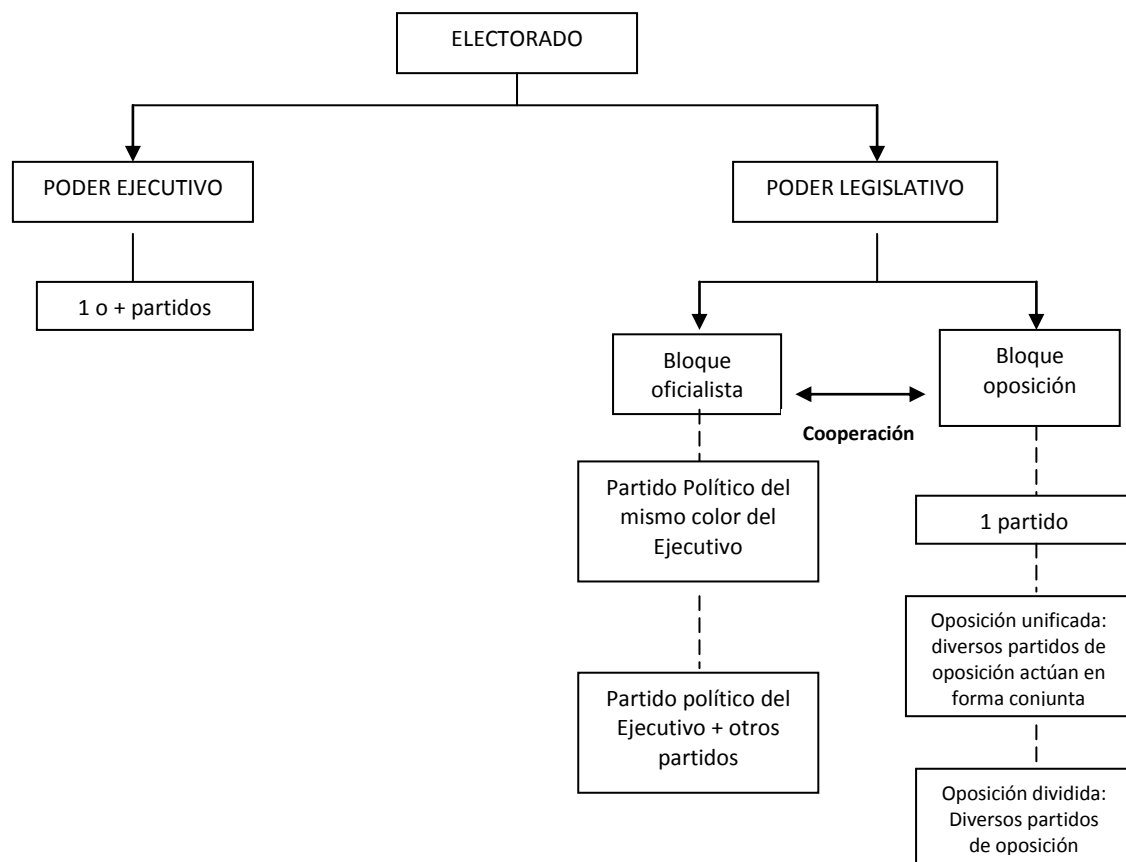 ELECTORADO
PODER EJECUTIVO
PODER LEGISLATIVO
1 o + partidos
Bloque
oficialista
Bloque
oposición
Cooperación
Partido Político del
mismo color del
Ejecutivo
1 partido
Oposición unificada:
diversos partidos de
oposición actúan en
forma conjunta
Partido político del
Ejecutivo + otros
partidos
Oposición dividida:
Diversos partidos
de oposición